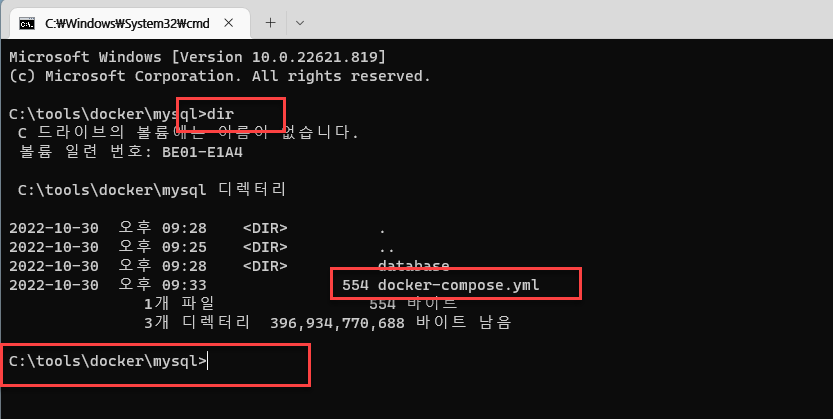 C:\Windows\System32\cmd
Microsoft Windows [Version 10.0.22621.819]
(c) Microsoft Corporation. All rights reserved.
C:\tools\docker\mysql>dir
C 드라이브의 볼륨에는 이름이 없습니다.
볼륨 일련 번호: BE01-E1A4
C:\tools\docker\mysql 디렉터리
2022-10-30 오후 09:28 <DIR> .
2022-10-30 오후 09:25 <DIR> ..
2022-10-30 오후 09:28 <DIR> database
2022-10-30 오후 09:33 554 docker-compose.yml
1개 파일 554 바이트
3개 디렉터리 396,934,770,688 바이트 남음
C:\tools\docker\mysql>